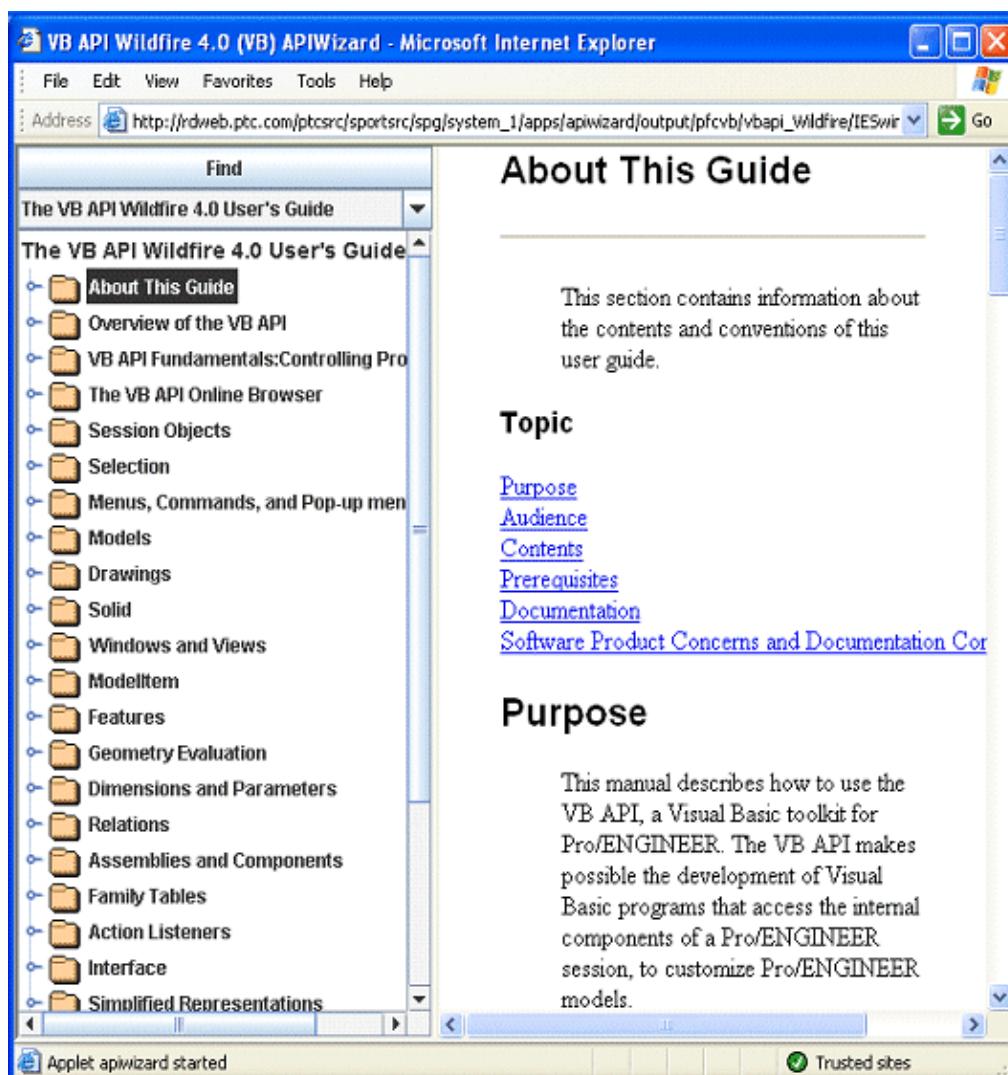 VB API Wildfire 4.0 (VB) APIWizard - Microsoft Internet Explorer
File Edit View Favorites Tools Help
Address http://rdweb.ptc.com/ptcsrc/sportsrc/spg/system_1/apps/apiwizard/output/pfcvb/vbapi_Wildfire/IESwir Go
Find
The VB API Wildfire 4.0 User's Guide
The VB API Wildfire 4.0 User's Guide
About This Guide
Overview of the VB API
VB API Fundamentals:Controlling Pro
The VB API Online Browser
Session Objects
Selection
Menus, Commands, and Pop-up men
Models
Drawings
Solid
Windows and Views
ModelItem
Features
Geometry Evaluation
Dimensions and Parameters
Relations
Assemblies and Components
Family Tables
Action Listeners
Interface
Simplified Representations
About This Guide
This section contains information about
the contents and conventions of this
user guide.
Topic
Purpose
Audience
Contents
Prerequisites
Documentation
Software Product Concerns and Documentation Cor
Purpose
This manual describes how to use the
VB API, a Visual Basic toolkit for
Pro/ENGINEER. The VB API makes
possible the development of Visual
Basic programs that access the internal
components of a Pro/ENGINEER
session, to customize Pro/ENGINEER
models.
Applet apiwizard started
Trusted sites